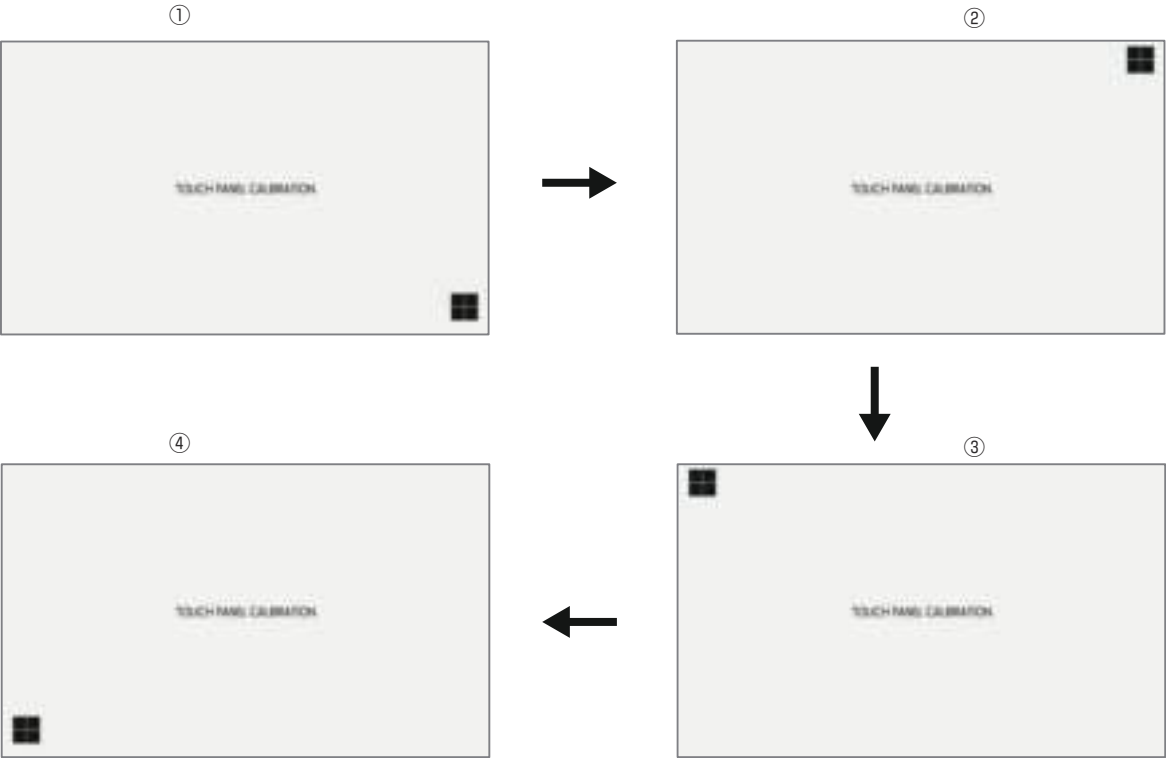 ①
②
TOUCH PANEL CALIBRATION
TOUCH PANEL CALIBRATION
④
③
TOUCH PANEL CALIBRATION
TOUCH PANEL CALIBRATION